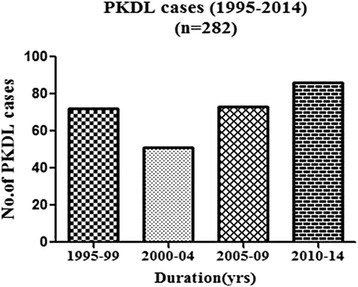 PKDL cases (1995-2014)
(n=282)
No.of PKDL cases
100
80
60
40
20
0
1995-99 2000-04 2005-09 2010-14
Duration(yrs)